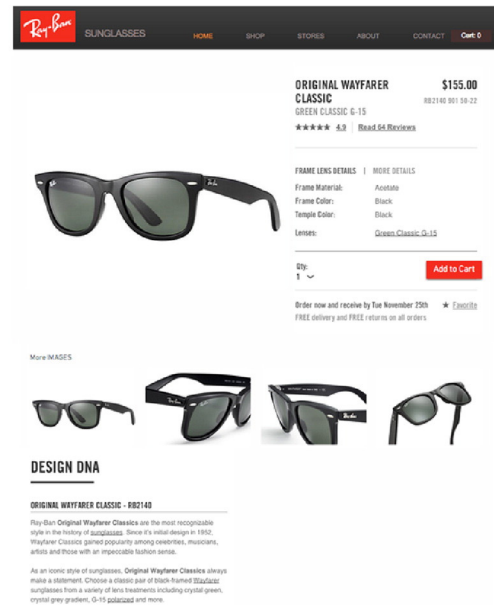 Ray-Ban
SUNGLASSES
HOME SHOP STORES ABOUT CONTACT Cart: 0
ORIGINAL WAYFARER $155.00
CLASSIC RB2140 901 50-22
GREEN CLASSIC G-15
★★★★★ 4.9 | Read 64 Reviews
FRAME LENS DETAILS | MORE DETAILS
Frame Material: Acetate
Frame Color: Black
Temple Color: Black
Lenses: Green Classic G-15
Qty:
1
Add to Cart
Order now and receive by Tue November 25th ★ Favorite
FREE delivery and FREE returns on all orders
More IMAGES
DESIGN DNA
ORIGINAL WAYFARER CLASSIC - RB2140
Ray-Ban Original Wayfarer Classics are the most recognizable
style in the history of sunglasses. Since it's initial design in 1952,
Wayfarer Classics gained popularity among celebrities, musicians,
artists and those with an impeccable fashion sense.
As an iconic style of sunglasses, Original Wayfarer Classics always
make a statement. Choose a classic pair of black-framed Wayfarer
sunglasses from a variety of lens treatments including crystal green,
crystal grey gradient, G-15 polarized and more.